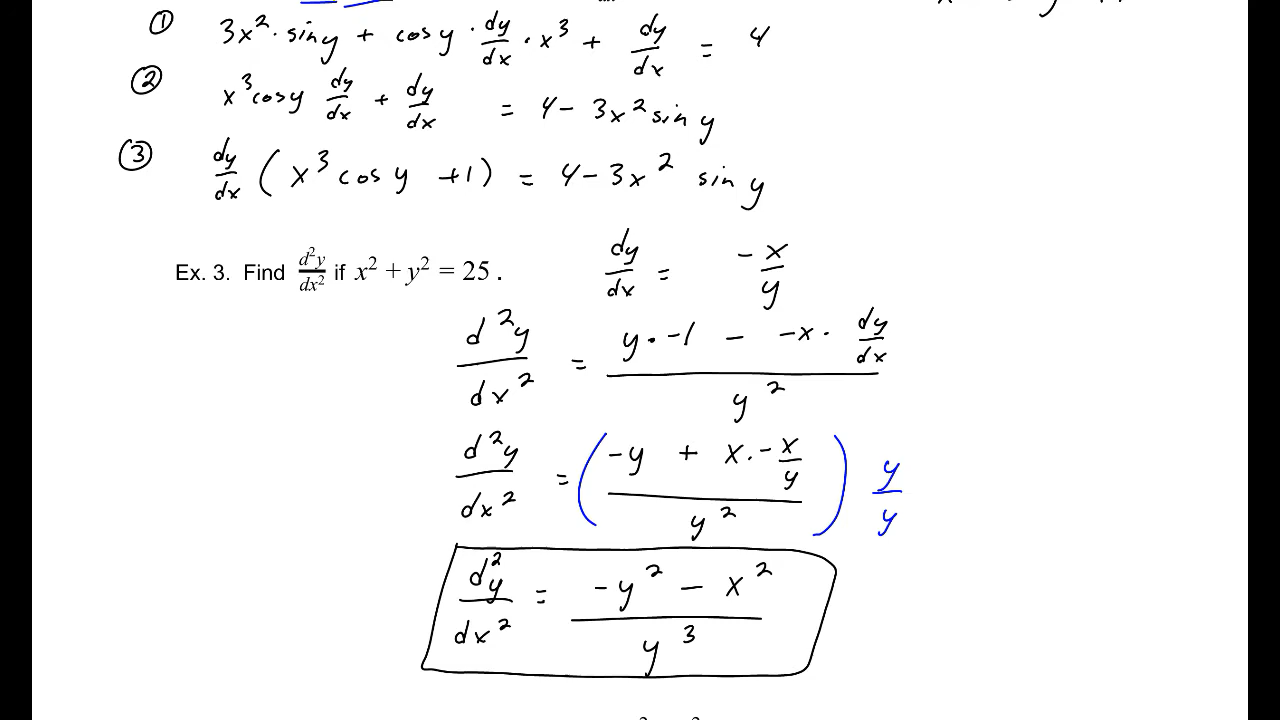 ① 3x² · sin y + cos y · dy/dx · x³ + dy/dx = 4
② x³ cos y dy/dx + dy/dx = 4 - 3x² sin y
③ dy/dx (x³ cos y + 1) = 4 - 3x² sin y
Ex. 3. Find d²y/dx² if x² + y² = 25. dy/dx = -x/y
d²y/dx² = (y · -1 - -x · dy/dx)/y²
d²y/dx² = ((-y + x · -x/y)/y²) y/y
d²y/dx² = (-y² - x²)/y³